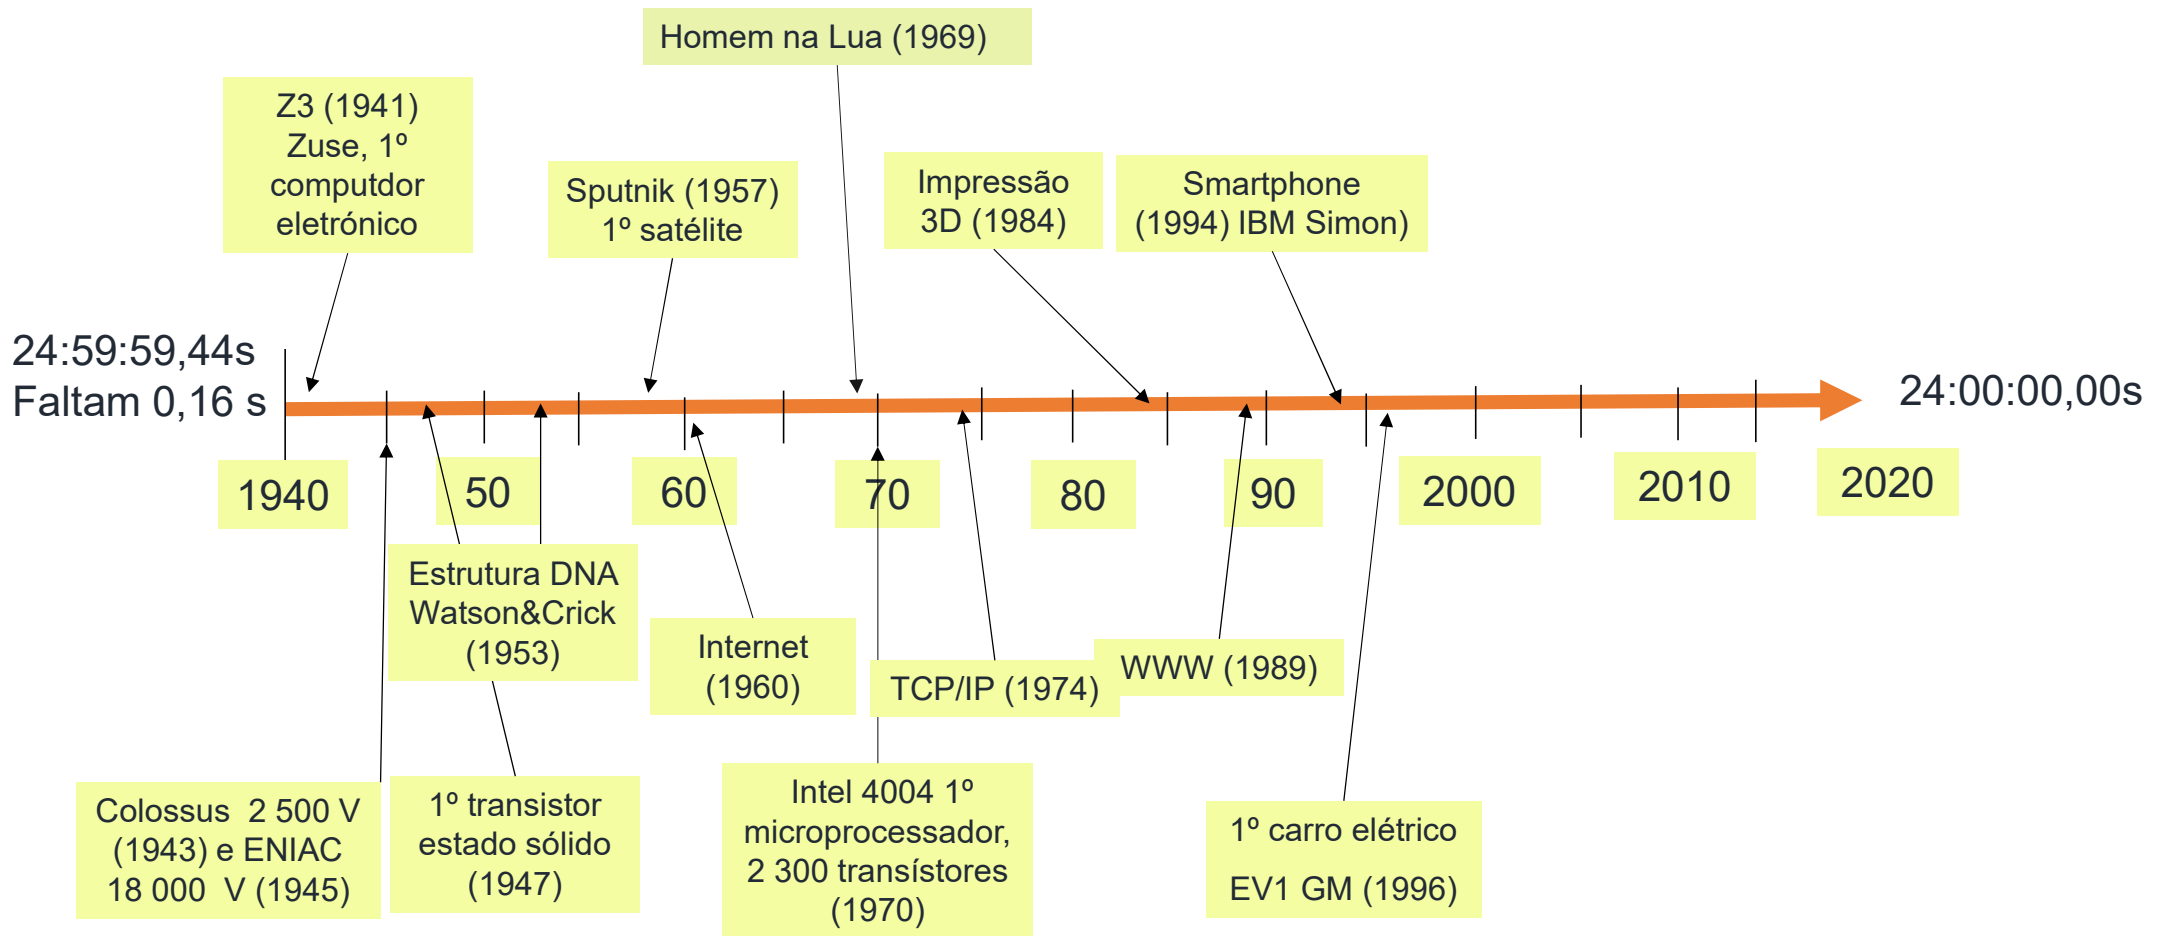 Homem na Lua (1969)
Z3 (1941)
Zuse, 1º
computdor
eletrónico
Sputnik (1957)
1º satélite
Impressão
3D (1984)
Smartphone
(1994) IBM Simon)
24:59:59,44s
Faltam 0,16 s
24:00:00,00s
1940
50
60
70
80
90
2000
2010
2020
Estrutura DNA
Watson&Crick
(1953)
Internet
(1960)
TCP/IP (1974)
WWW (1989)
Colossus  2 500 V
(1943) e ENIAC
18 000  V (1945)
1º transistor
estado sólido
(1947)
Intel 4004 1º
microprocessador,
2 300 transístores
(1970)
1º carro elétrico
EV1 GM (1996)